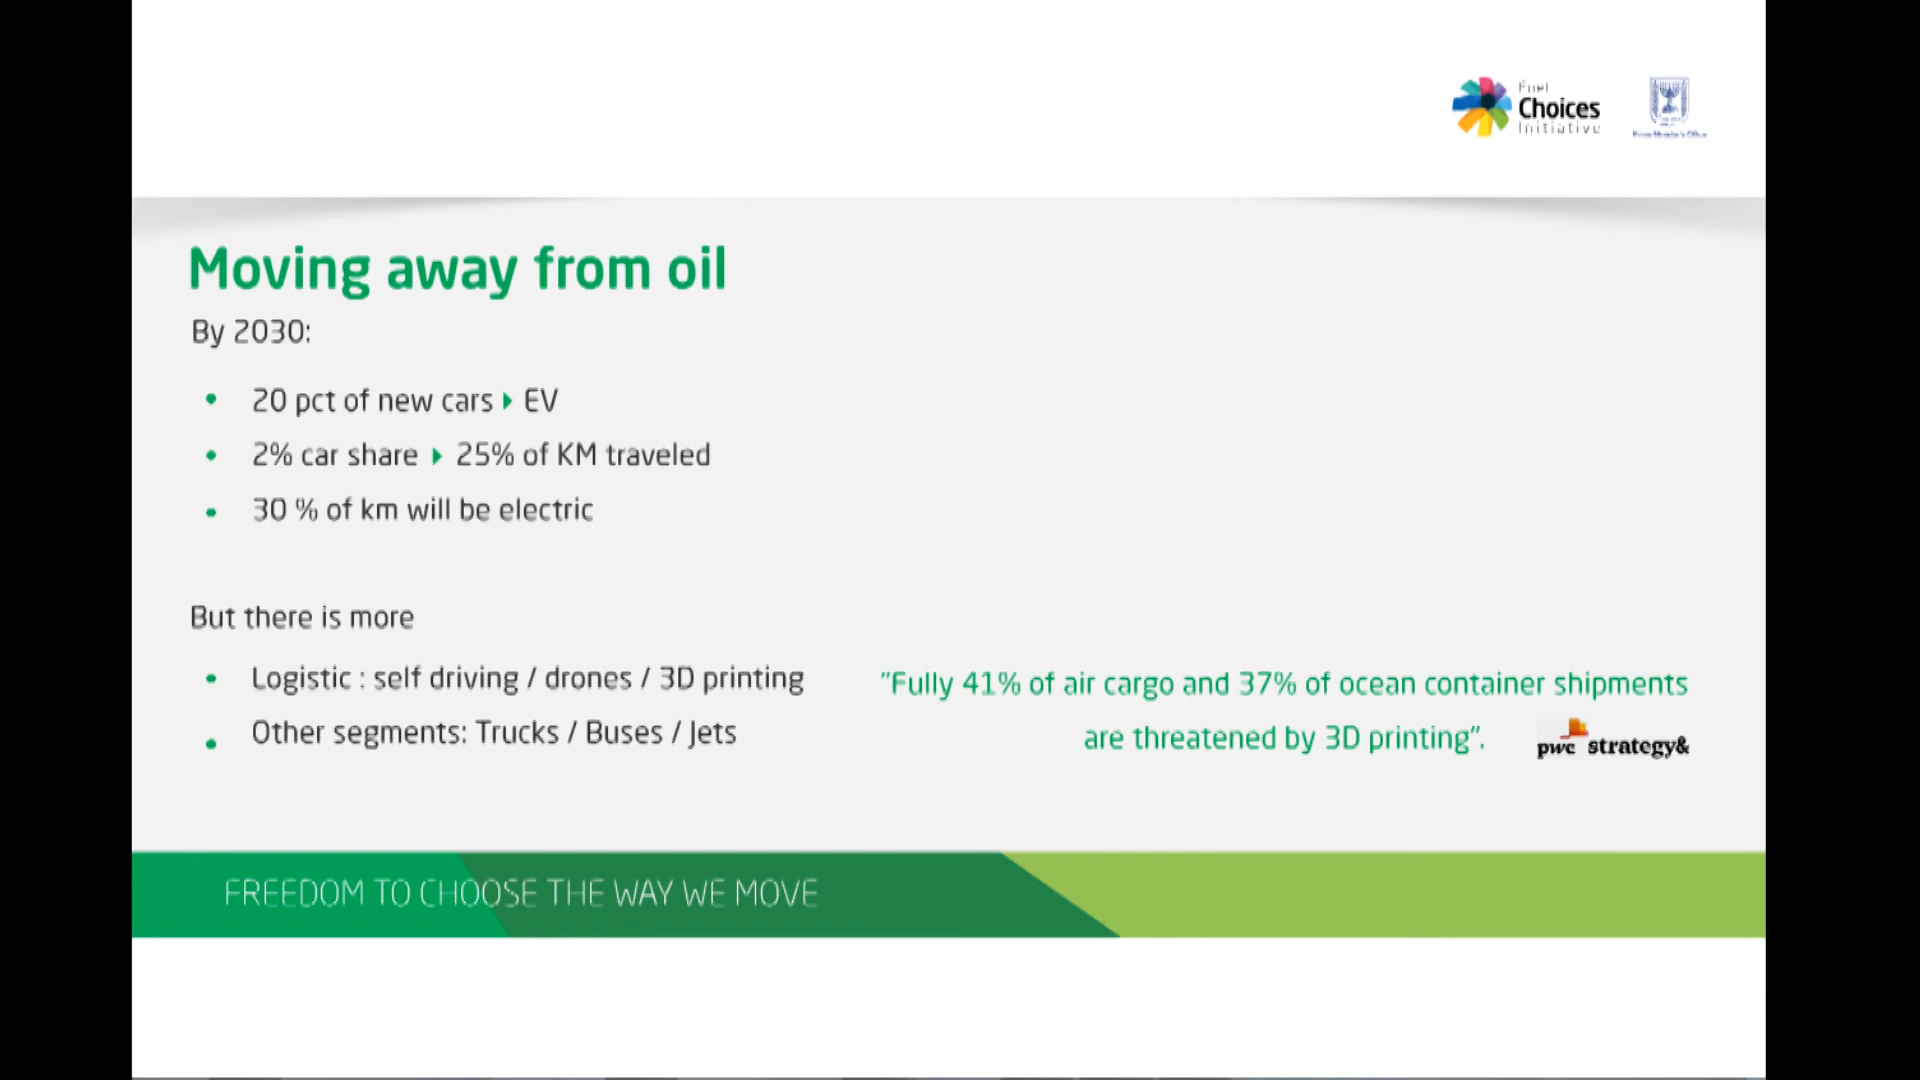 Fuel
Choices
Initiative
Prime Minister's Office
Moving away from oil
By 2030:
• 20 pct of new cars ▸ EV
• 2% car share ▸ 25% of KM traveled
• 30 % of km will be electric
But there is more
• Logistic : self driving / drones / 3D printing
• Other segments: Trucks / Buses / Jets
"Fully 41% of air cargo and 37% of ocean container shipments
are threatened by 3D printing".
pwc strategy&
FREEDOM TO CHOOSE THE WAY WE MOVE